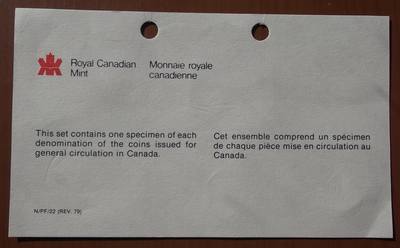 Royal Canadian
Mint
Monnaie royale
canadienne
This set contains one specimen of each
denomination of the coins issued for
general circulation in Canada.
Cet ensemble comprend un spécimen
de chaque pièce mise en circulation au
Canada.
N/PF/22 (REV. 79)